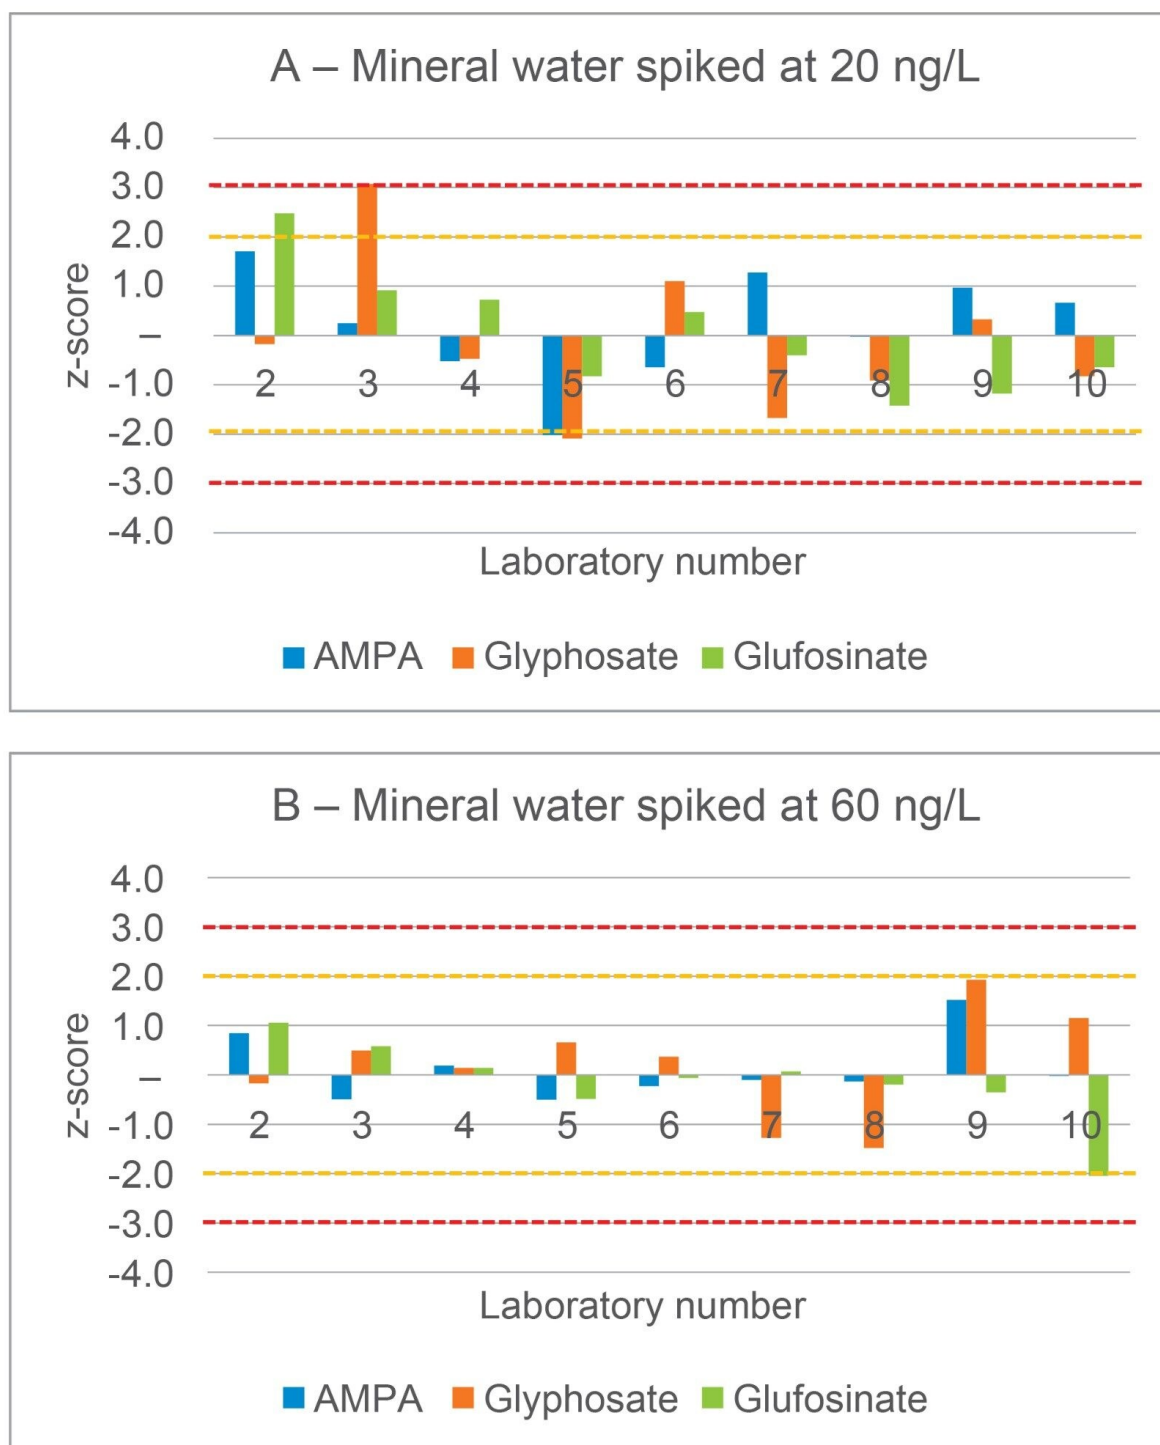 A – Mineral water spiked at 20 ng/L
4.0
3.0
2.0
1.0
–
-1.0
-2.0
-3.0
-4.0
z-score
2 3 4 5 6 7 8 9 10
Laboratory number
AMPA Glyphosate Glufosinate
B – Mineral water spiked at 60 ng/L
4.0
3.0
2.0
1.0
–
-1.0
-2.0
-3.0
-4.0
z-score
2 3 4 5 6 7 8 9 10
Laboratory number
AMPA Glyphosate Glufosinate